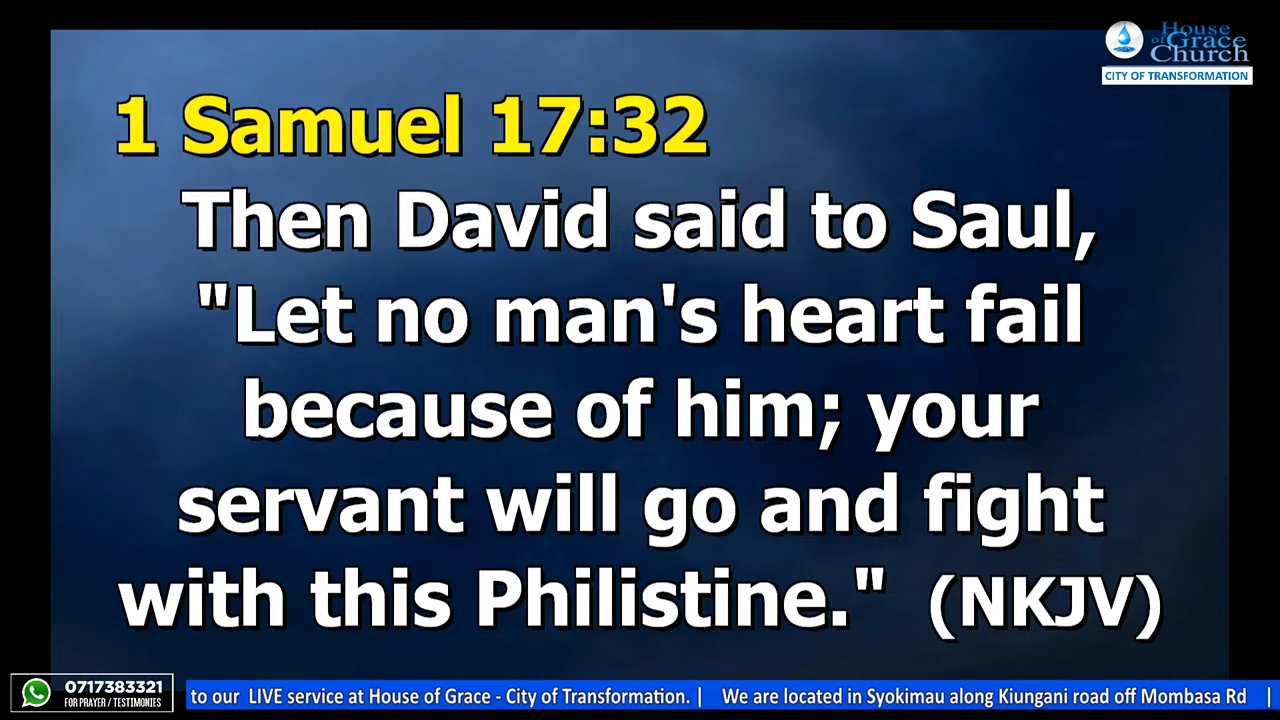 House
of Grace
Church
CITY OF TRANSFORMATION
1 Samuel 17:32
Then David said to Saul,
"Let no man's heart fail
because of him; your
servant will go and fight
with this Philistine." (NKJV)
0717383321
FOR PRAYER / TESTIMONIES
to our LIVE service at House of Grace - City of Transformation. | We are located in Syokimau along Kiungani road off Mombasa Rd |